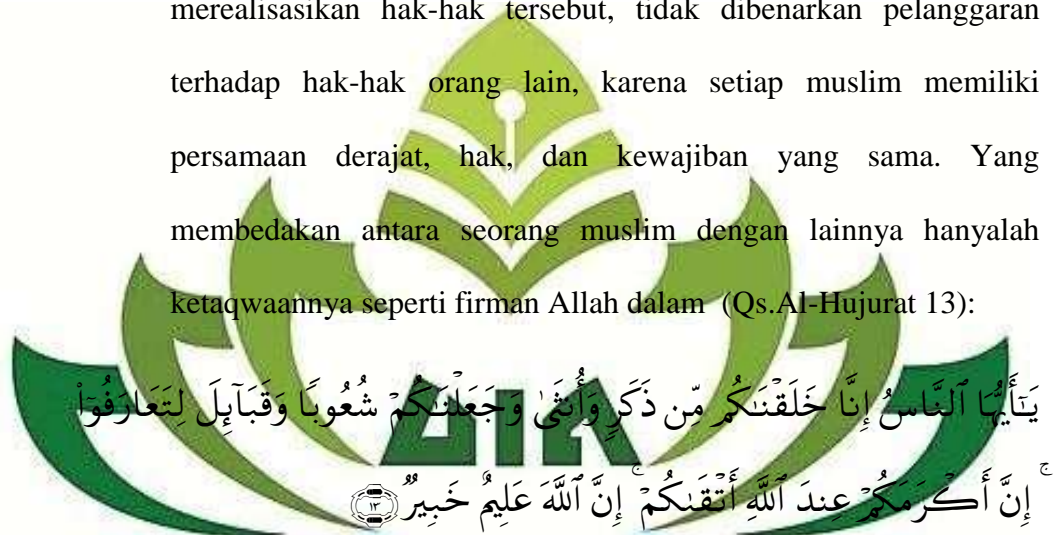 merealisasikan hak-hak tersebut, tidak dibenarkan pelanggaran
terhadap hak-hak orang lain, karena setiap muslim memiliki
persamaan derajat, hak, dan kewajiban yang sama. Yang
membedakan antara seorang muslim dengan lainnya hanyalah
ketaqwaannya seperti firman Allah dalam (Qs.Al-Hujurat 13):
يَـٰٓأَيُّهَا ٱلنَّاسُ إِنَّا خَلَقْنَـٰكُم مِّن ذَكَرٍ وَأُنثَىٰ وَجَعَلْنَـٰكُمْ شُعُوبًا وَقَبَآئِلَ لِتَعَارَفُوٓا۟
ۚ إِنَّ أَكْرَمَكُمْ عِندَ ٱللَّهِ أَتْقَىٰكُمْ ۚ إِنَّ ٱللَّهَ عَلِيمٌ خَبِيرٌ ﴿١٣﴾